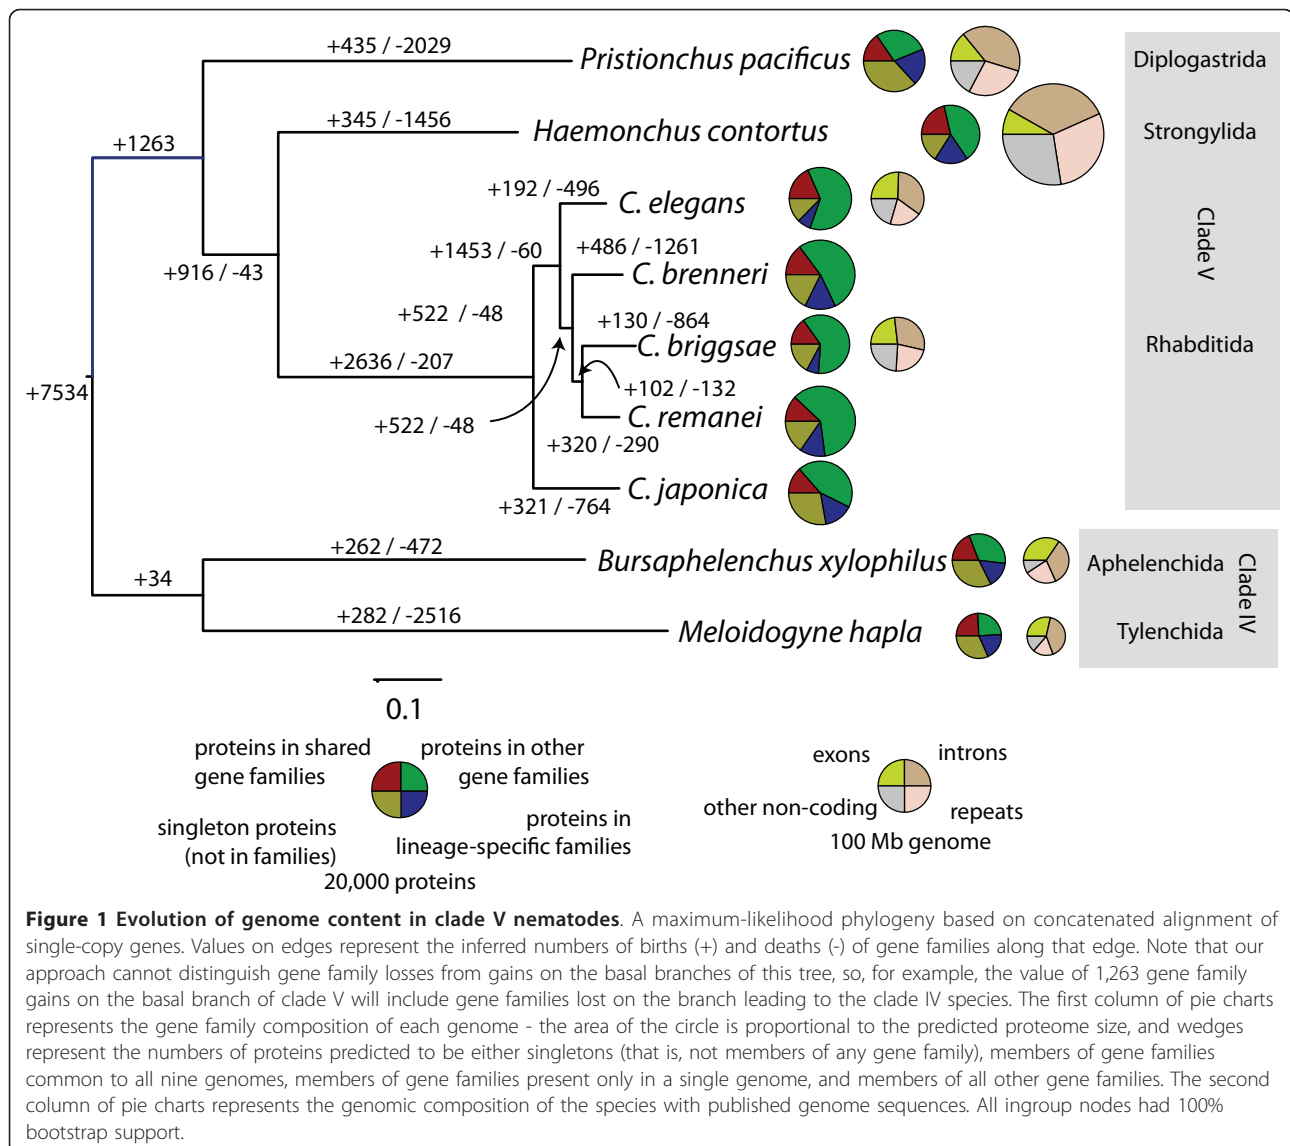 +435 / -2029
Pristionchus pacificus
Diplogastrida
+1263
+345 / -1456
Haemonchus contortus
Strongylida
+192 / -496
C. elegans
Clade V
+916 / -43
+1453 / -60
+486 / -1261
C. brenneri
+522 / -48
+130 / -864
C. briggsae
Rhabditida
+2636 / -207
+7534
+102 / -132
C. remanei
+522 / -48
+320 / -290
C. japonica
+321 / -764
+262 / -472
Bursaphelenchus xylophilus
Aphelenchida
Clade IV
+34
+282 / -2516
Meloidogyne hapla
Tylenchida
0.1
proteins in shared
gene families
proteins in other
gene families
singleton proteins
(not in families)
proteins in
lineage-specific families
20,000 proteins
exons
introns
other non-coding
repeats
100 Mb genome
Figure 1 Evolution of genome content in clade V nematodes. A maximum-likelihood phylogeny based on concatenated alignment of
single-copy genes. Values on edges represent the inferred numbers of births (+) and deaths (-) of gene families along that edge. Note that our
approach cannot distinguish gene family losses from gains on the basal branches of this tree, so, for example, the value of 1,263 gene family
gains on the basal branch of clade V will include gene families lost on the branch leading to the clade IV species. The first column of pie charts
represents the gene family composition of each genome - the area of the circle is proportional to the predicted proteome size, and wedges
represent the numbers of proteins predicted to be either singletons (that is, not members of any gene family), members of gene families
common to all nine genomes, members of gene families present only in a single genome, and members of all other gene families. The second
column of pie charts represents the genomic composition of the species with published genome sequences. All ingroup nodes had 100%
bootstrap support.